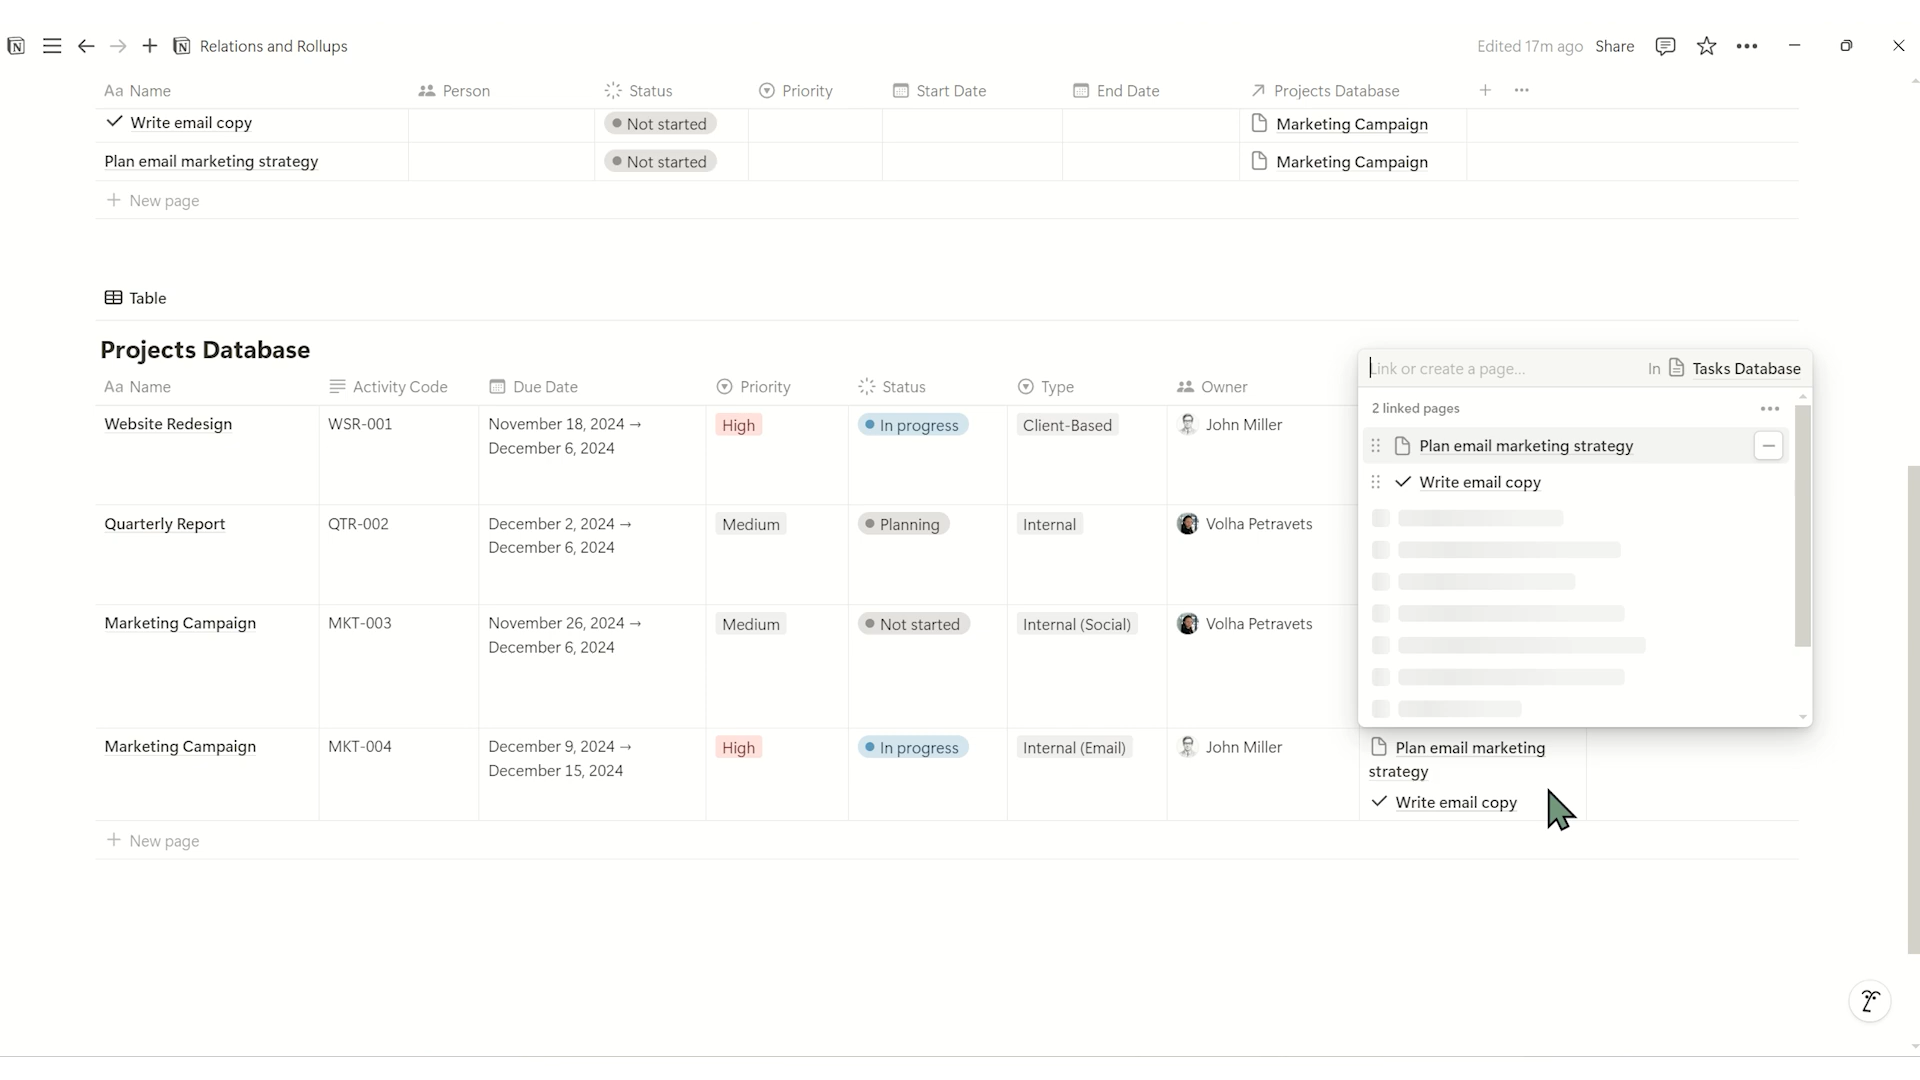 Relations and Rollups
Edited 17m ago Share
Aa Name Person Status Priority Start Date End Date Projects Database
Write email copy Not started Marketing Campaign
Plan email marketing strategy Not started Marketing Campaign
New page
Table
Projects Database
Aa Name Activity Code Due Date Priority Status Type Owner
Website Redesign WSR-001 November 18, 2024 → High In progress Client-Based John Miller
December 6, 2024
Quarterly Report QTR-002 December 2, 2024 → Medium Planning Internal Volha Petravets
December 6, 2024
Marketing Campaign MKT-003 November 26, 2024 → Medium Not started Internal (Social) Volha Petravets
December 6, 2024
Marketing Campaign MKT-004 December 9, 2024 → High In progress Internal (Email) John Miller Plan email marketing
December 15, 2024 strategy
Write email copy
New page
Link or create a page... In Tasks Database
2 linked pages
Plan email marketing strategy
Write email copy